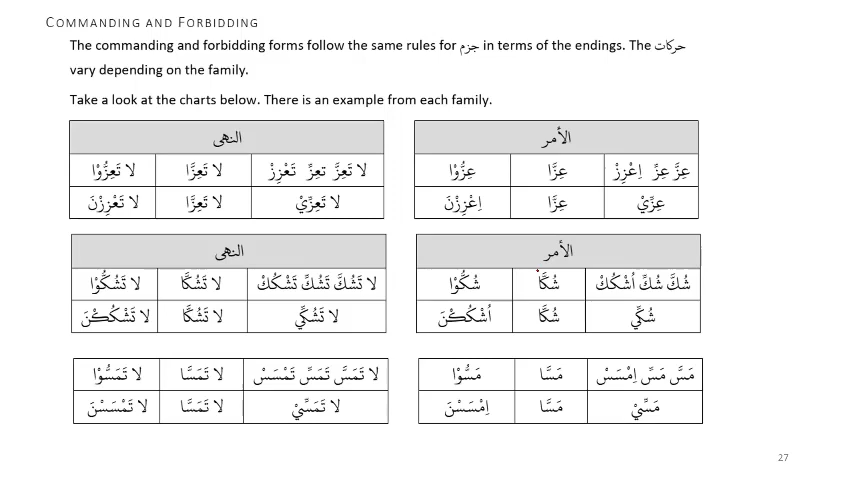 COMMANDING AND FORBIDDING
The commanding and forbidding forms follow the same rules for جزم in terms of the endings. The حركات
vary depending on the family.
Take a look at the charts below. There is an example from each family.
الأمر
عِزَّ عِزِّ اِعْزِزْ عِزَّا عِزُّوْا
عِزِّيْ عِزَّا اِعْزِزْنَ
النهى
لا تَعِزَّ تعِزِّ تَعْزِزْ لا تَعِزَّا لا تَعِزُّوْا
لا تَعِزِّيْ لا تَعِزَّا لا تَعْزِزْنَ
الأمر
شُكَّ شُكِّ اُشْكُكْ شُكَّا شُكُّوْا
شُكِّي شُكَّا اُشْكُكْنَ
النهى
لا تَشُكَّ تَشُكِّ تَشْكُكْ لا تَشُكَّا لا تَشُكُّوْا
لا تَشُكِّي لا تَشُكَّا لا تَشْكُكْنَ
مَسَّ مَسِّ اِمْسَسْ مَسَّا مَسُّوْا
مَسِّيْ مَسَّا اِمْسَسْنَ
لا تَمَسَّ تَمَسِّ تَمْسَسْ لا تَمَسَّا لا تَمَسُّوْا
لا تَمَسِّيْ لا تَمَسَّا لا تَمْسَسْنَ
27